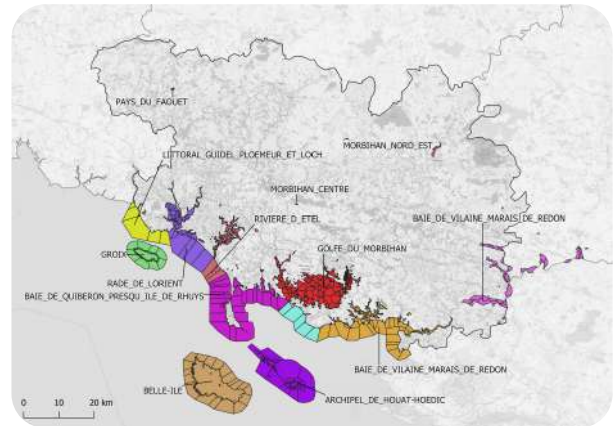 PAYS_DU_FAOUET
MORBIHAN_NORD_EST
LITTORAL_GUIDEL_PLOEMEUR_ET_LOCH
MORBIHAN_CENTRE
RIVIERE_D_ETEL
BAIE_DE_VILAINE_MARAIS_DE_REDON
GOLFE_DU_MORBIHAN
GROIX
RADE_DE_LORIENT
BAIE_DE_QUIBERON_PRESQU_ILE_DE_RHUYS
BAIE_DE_VILAINE_MARAIS_DE_REDON
BELLE-ILE
ARCHIPEL_DE_HOUAT-HOEDIC
0 10 20 km